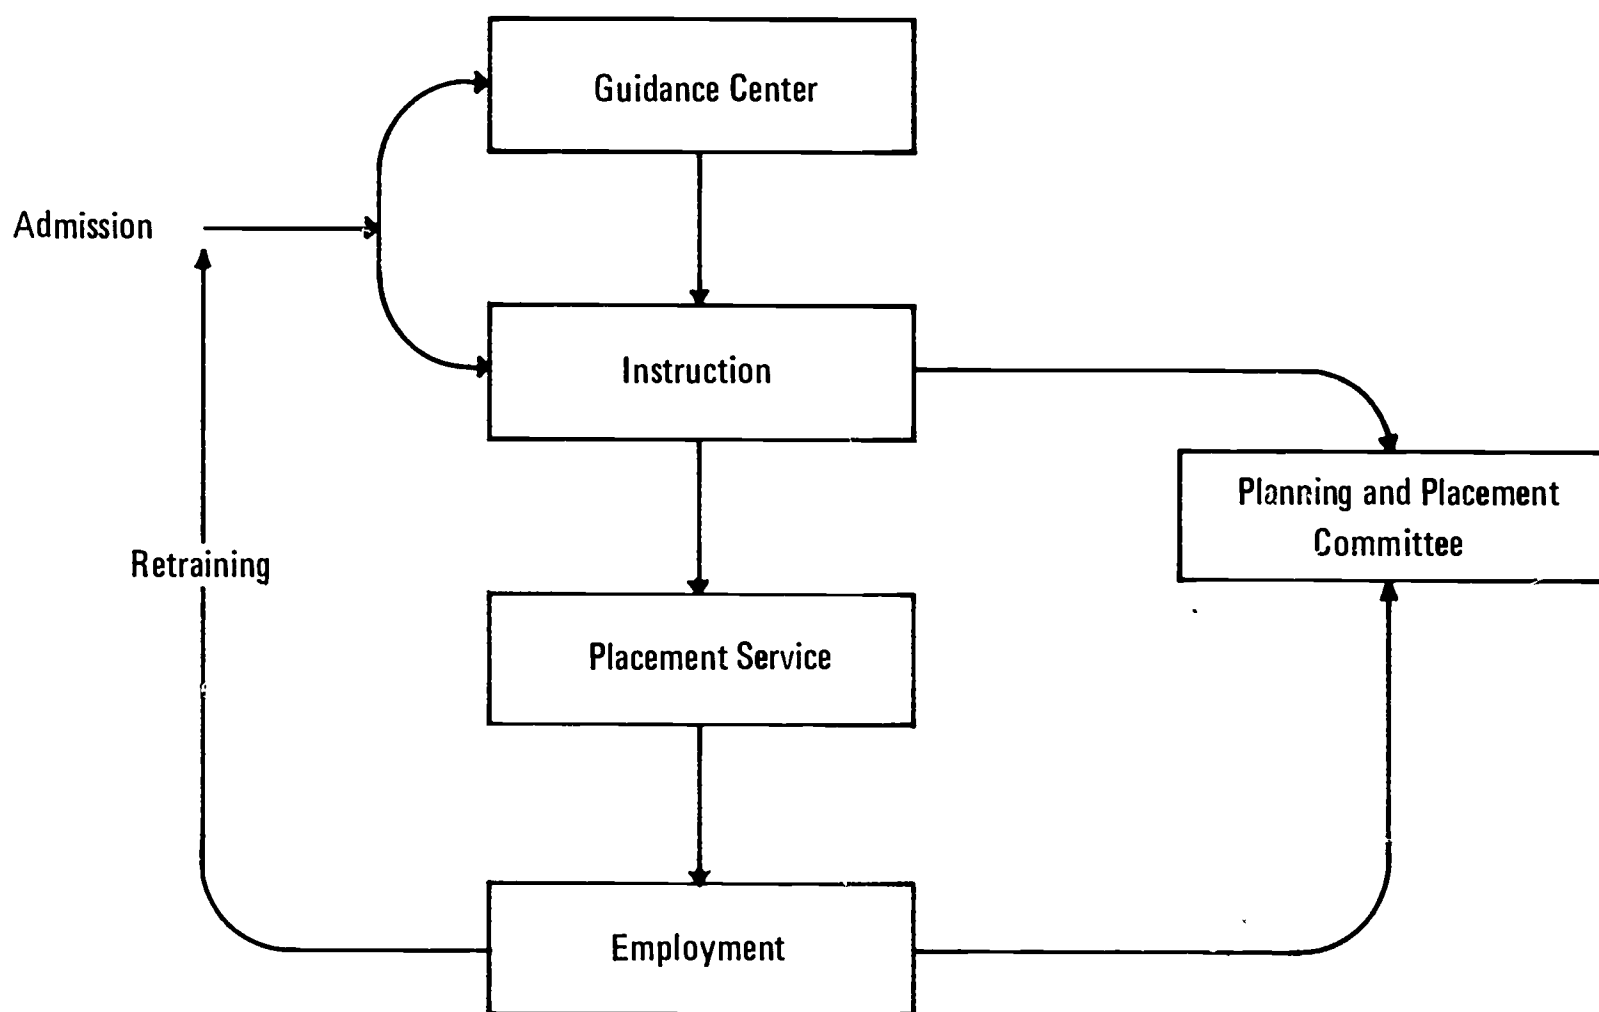 Guidance Center
Admission
Instruction
Planning and Placement
Committee
Retraining
Placement Service
Employment